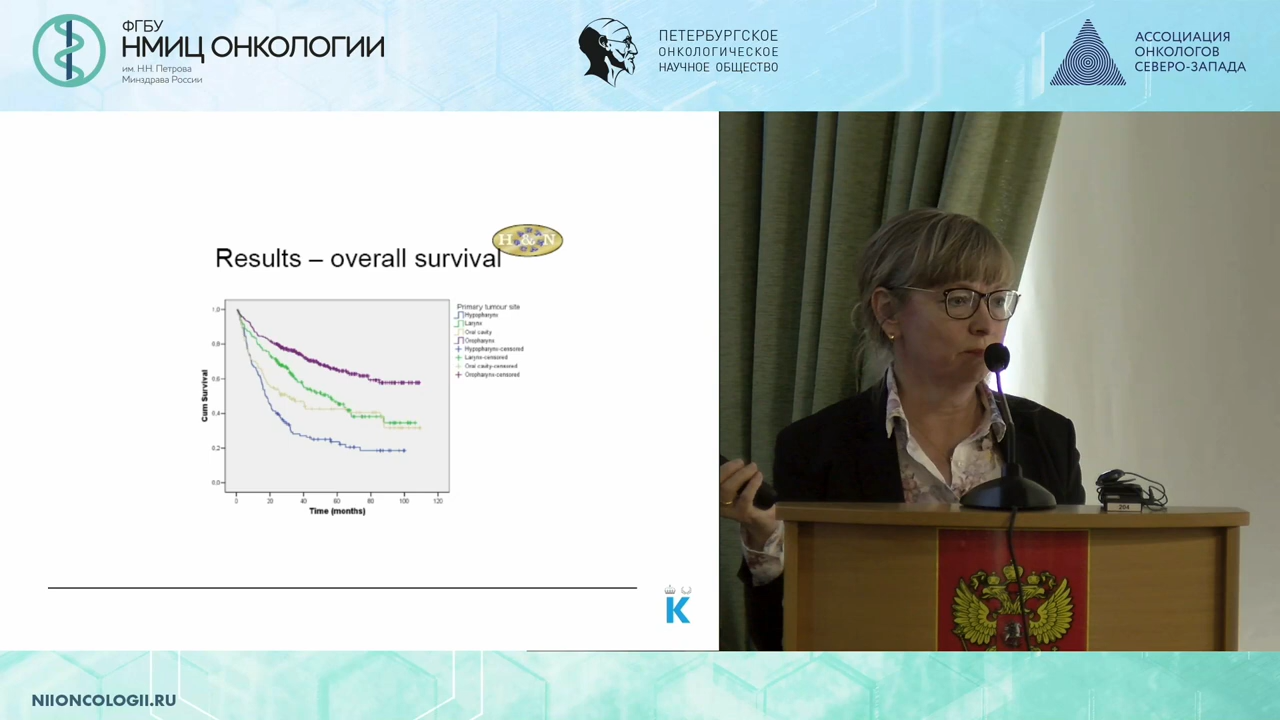 ФГБУ
НМИЦ ОНКОЛОГИИ
им. Н.Н. Петрова
Минздрава России
ПЕТЕРБУРГСКОЕ
ОНКОЛОГИЧЕСКОЕ
НАУЧНОЕ ОБЩЕСТВО
АССОЦИАЦИЯ
ОНКОЛОГОВ
СЕВЕРО-ЗАПАДА
H & N
Results – overall survival
Primary tumour site
Hypopharynx
Larynx
Oral cavity
Oropharynx
Hypopharynx-censored
Larynx-censored
Oral cavity-censored
Oropharynx-censored
Cum Survival
1,0
0,8
0,6
0,4
0,2
0,0
0 20 40 60 80 100 120
Time (months)
K
204
NIIONCOLOGII.RU